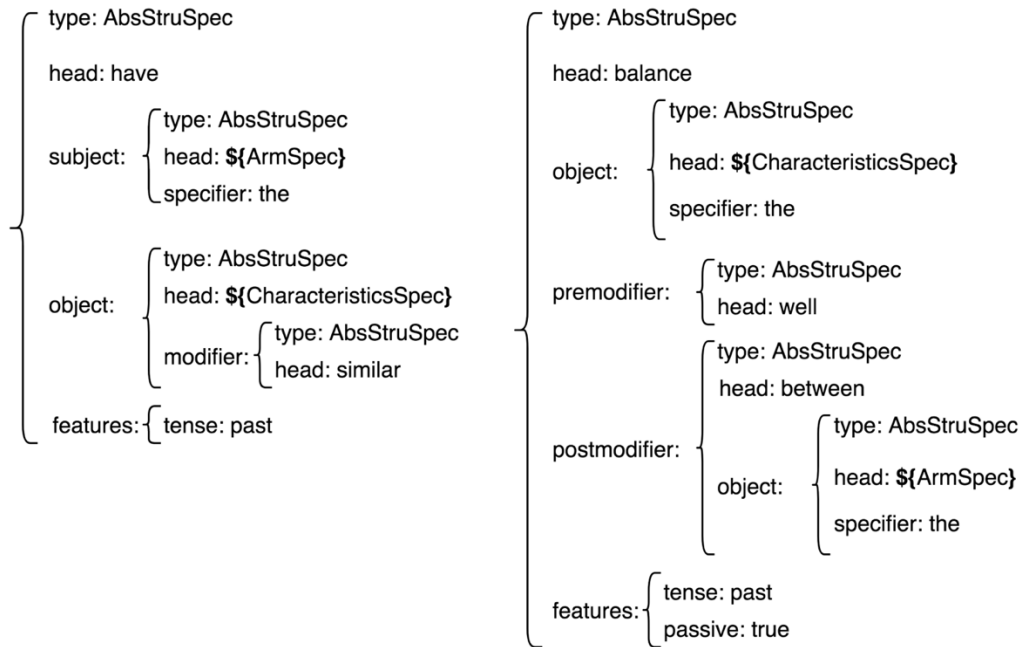 type: AbsStruSpec
head: have
subject:
type: AbsStruSpec
head: ${ArmSpec}
specifier: the
object:
type: AbsStruSpec
head: ${CharacteristicsSpec}
modifier:
type: AbsStruSpec
head: similar
features:
tense: past
type: AbsStruSpec
head: balance
object:
type: AbsStruSpec
head: ${CharacteristicsSpec}
specifier: the
premodifier:
type: AbsStruSpec
head: well
postmodifier:
type: AbsStruSpec
head: between
object:
type: AbsStruSpec
head: ${ArmSpec}
specifier: the
features:
tense: past
passive: true